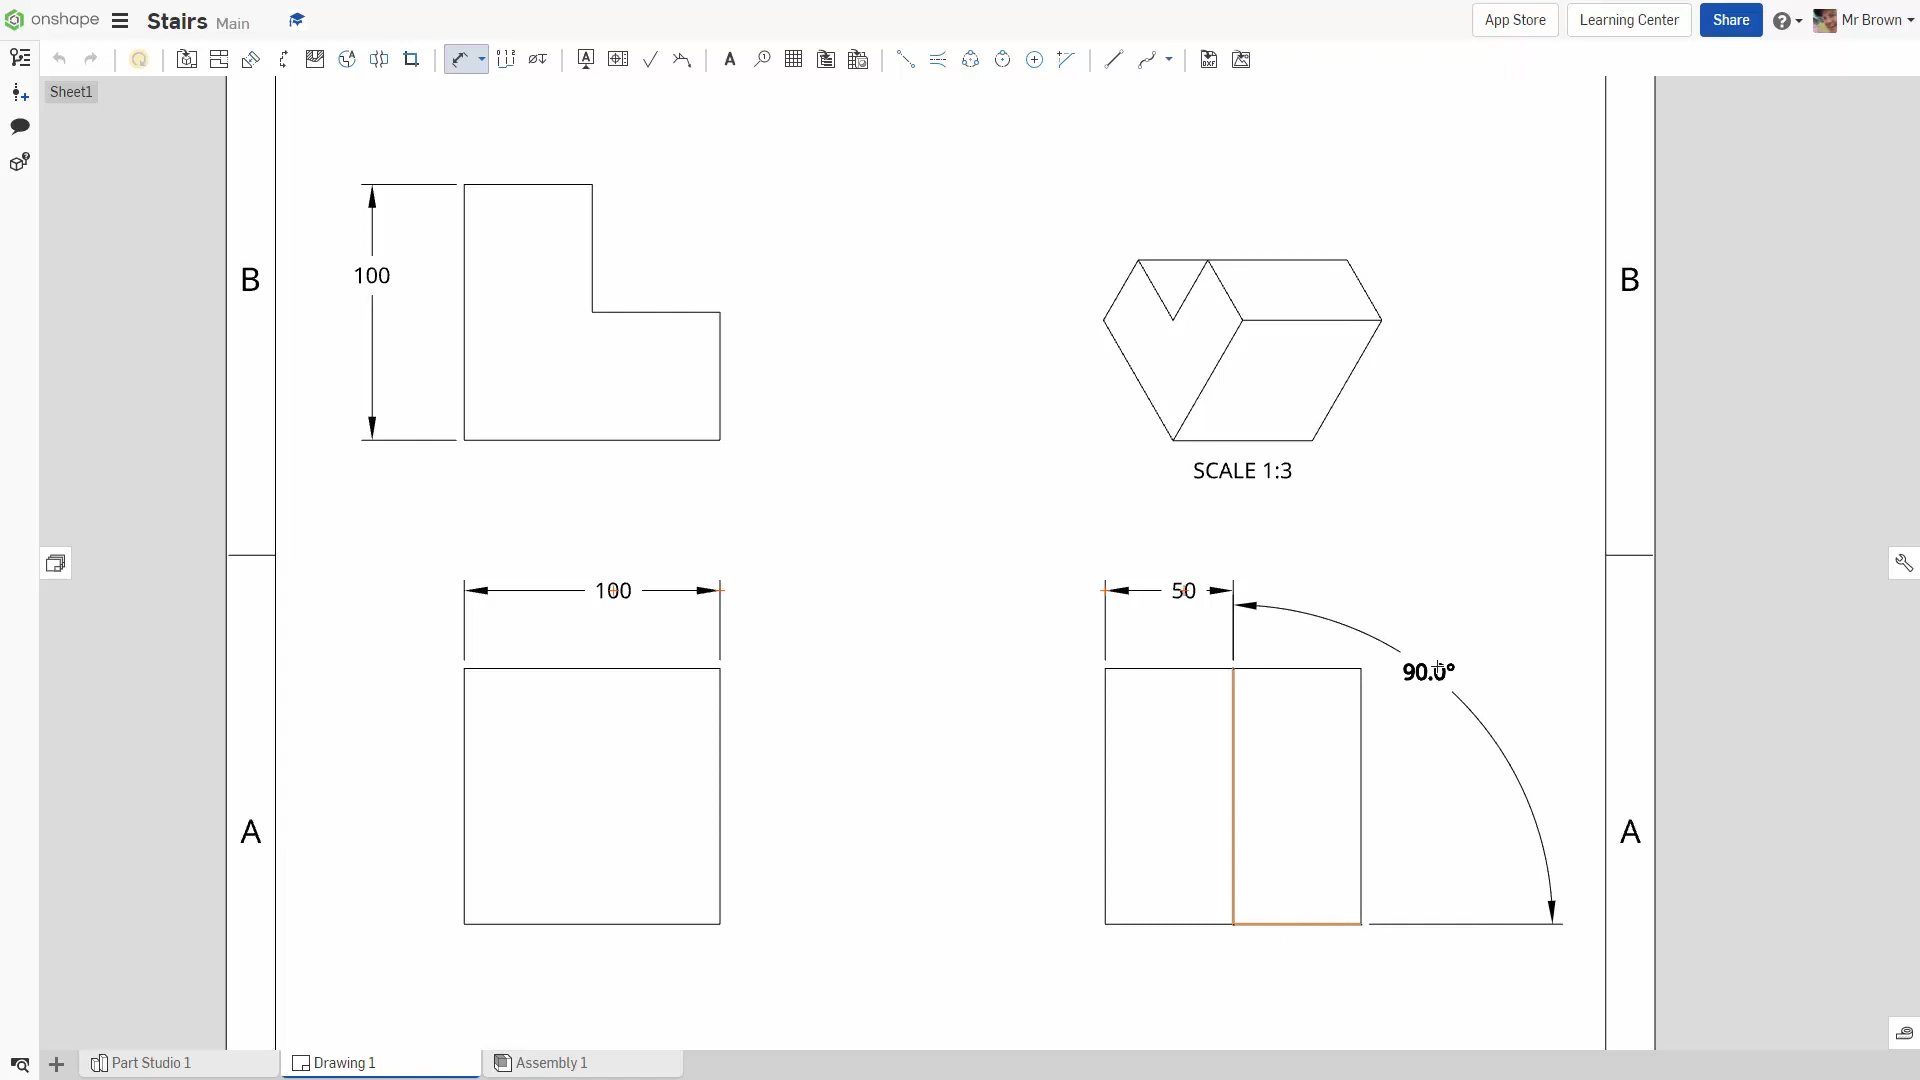 onshape Stairs Main App Store Learning Center Share Mr Brown
DXF
A
Sheet1
100
B
B
SCALE 1:3
100
50
90.0°
A
A
Part Studio 1
Drawing 1
Assembly 1